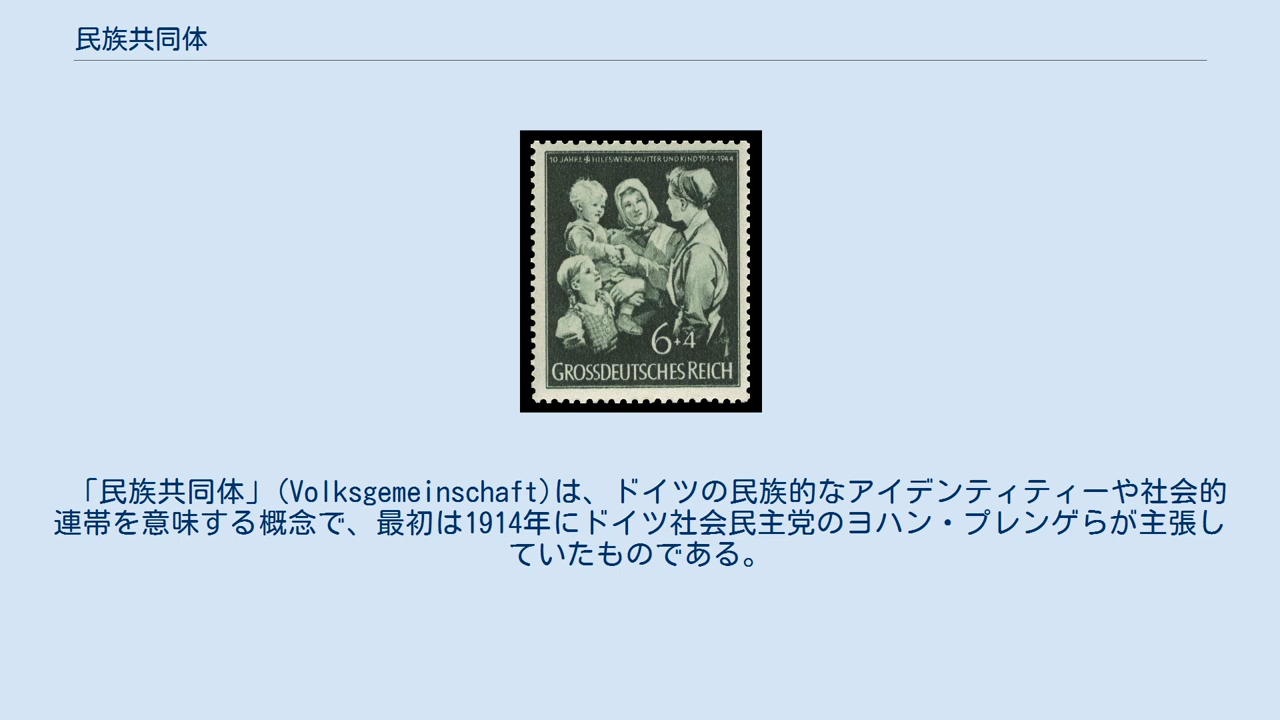 民族共同体
10 JAHRE HILFSWERK MUTTER UND KIND 1934-1944
6+4
GROSSDEUTSCHES REICH
「民族共同体」(Volksgemeinschaft)は、ドイツの民族的なアイデンティティーや社会的
連帯を意味する概念で、最初は1914年にドイツ社会民主党のヨハン・プレンゲらが主張し
ていたものである。